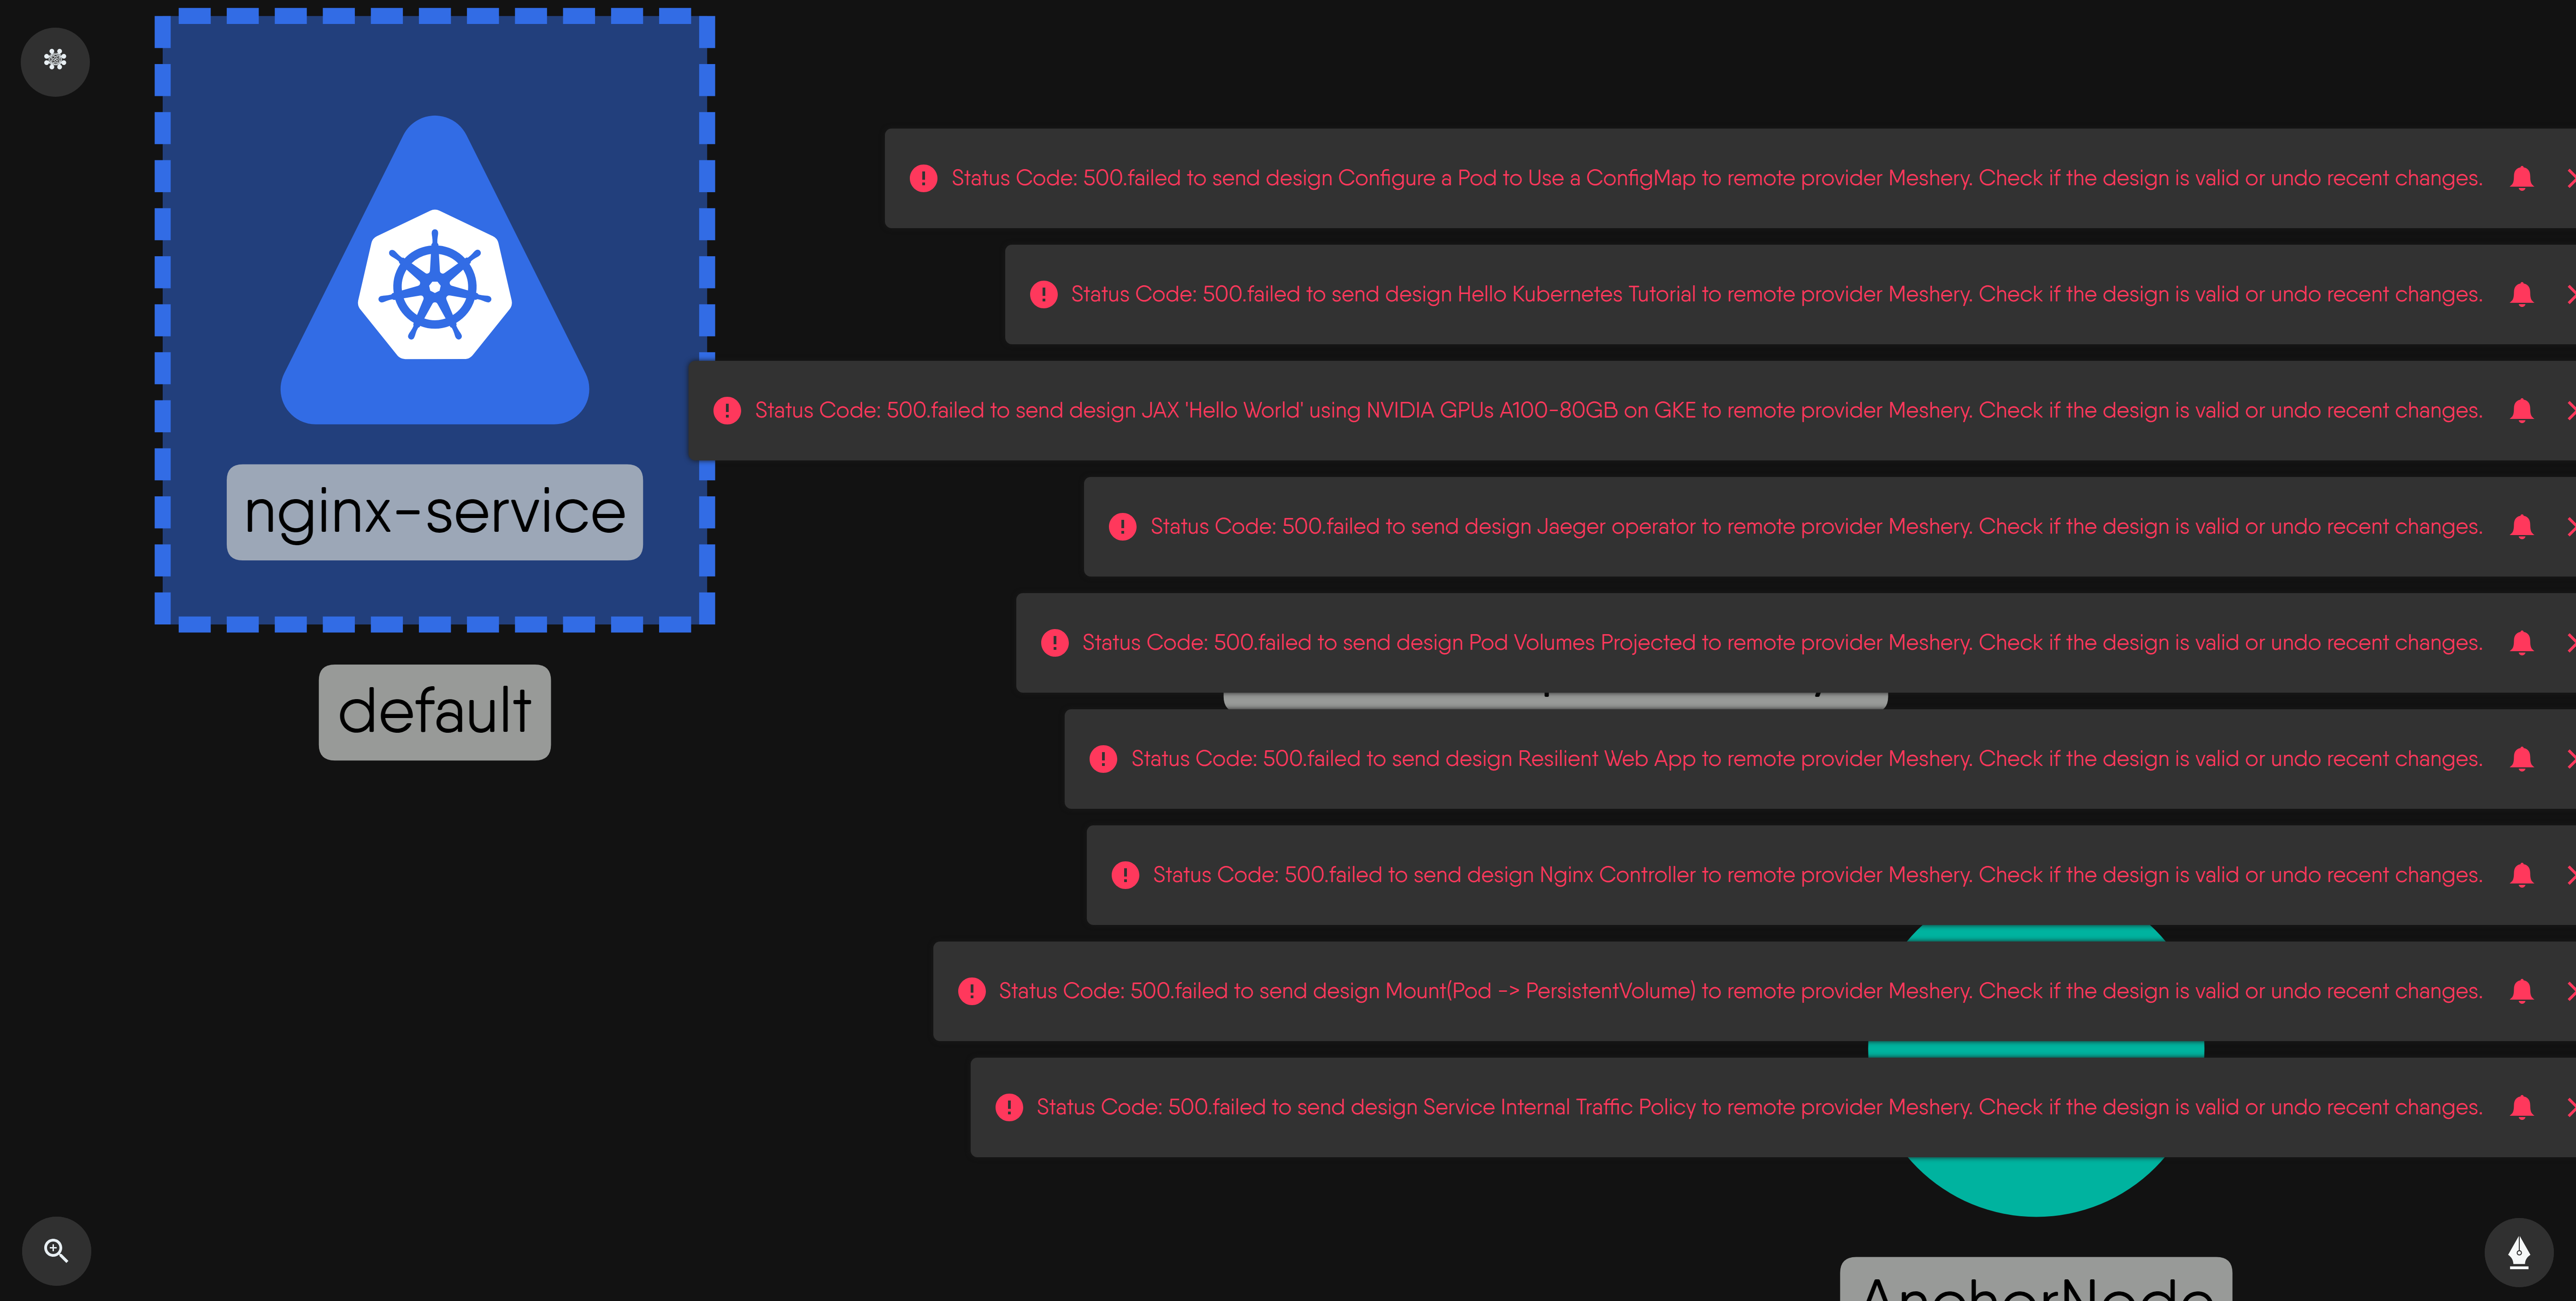 Status Code: 500.failed to send design Configure a Pod to Use a ConfigMap to remote provider Meshery. Check if the design is valid or undo recent changes.
Status Code: 500.failed to send design Hello Kubernetes Tutorial to remote provider Meshery. Check if the design is valid or undo recent changes.
Status Code: 500.failed to send design JAX 'Hello World' using NVIDIA GPUs A100-80GB on GKE to remote provider Meshery. Check if the design is valid or undo recent changes.
nginx-service
Status Code: 500.failed to send design Jaeger operator to remote provider Meshery. Check if the design is valid or undo recent changes.
Status Code: 500.failed to send design Pod Volumes Projected to remote provider Meshery. Check if the design is valid or undo recent changes.
default
Status Code: 500.failed to send design Resilient Web App to remote provider Meshery. Check if the design is valid or undo recent changes.
Status Code: 500.failed to send design Nginx Controller to remote provider Meshery. Check if the design is valid or undo recent changes.
Status Code: 500.failed to send design Mount(Pod -> PersistentVolume) to remote provider Meshery. Check if the design is valid or undo recent changes.
Status Code: 500.failed to send design Service Internal Traffic Policy to remote provider Meshery. Check if the design is valid or undo recent changes.
AnchorNode